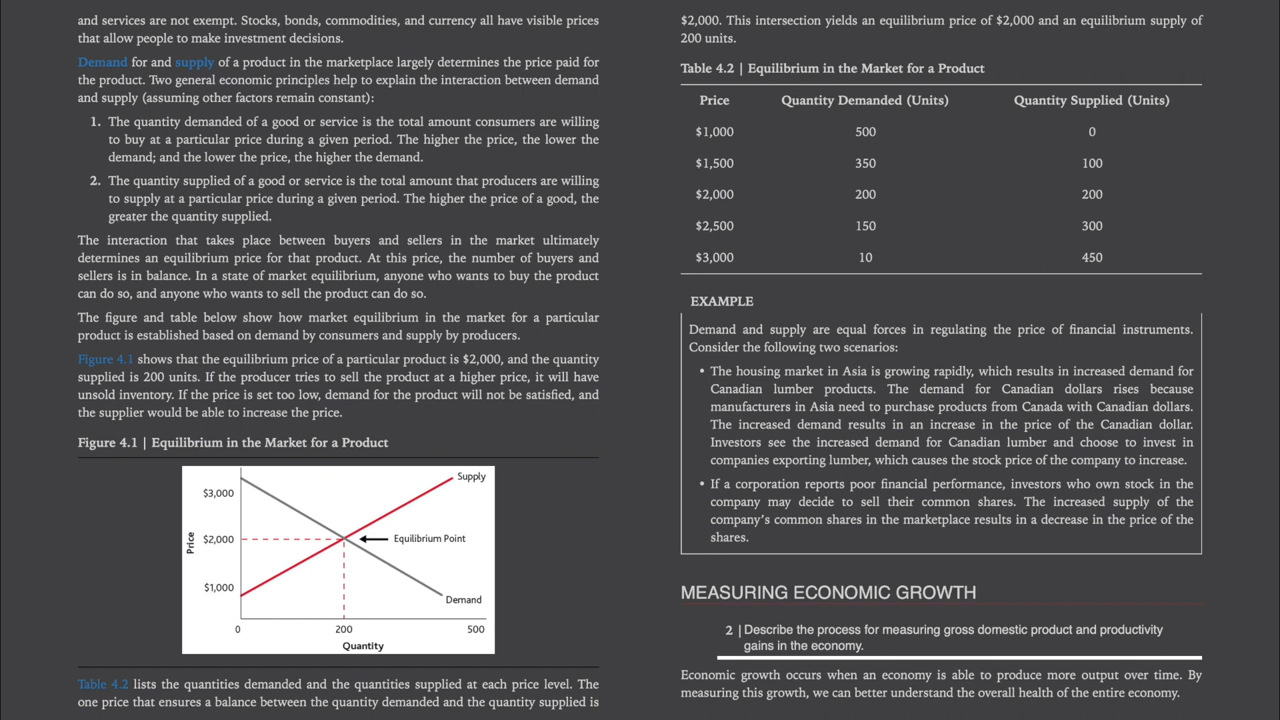 and services are not exempt. Stocks, bonds, commodities, and currency all have visible prices
that allow people to make investment decisions.
Demand for and supply of a product in the marketplace largely determines the price paid for
the product. Two general economic principles help to explain the interaction between demand
and supply (assuming other factors remain constant):
1. The quantity demanded of a good or service is the total amount consumers are willing
to buy at a particular price during a given period. The higher the price, the lower the
demand; and the lower the price, the higher the demand.
2. The quantity supplied of a good or service is the total amount that producers are willing
to supply at a particular price during a given period. The higher the price of a good, the
greater the quantity supplied.
The interaction that takes place between buyers and sellers in the market ultimately
determines an equilibrium price for that product. At this price, the number of buyers and
sellers is in balance. In a state of market equilibrium, anyone who wants to buy the product
can do so, and anyone who wants to sell the product can do so.
The figure and table below show how market equilibrium in the market for a particular
product is established based on demand by consumers and supply by producers.
Figure 4.1 shows that the equilibrium price of a particular product is $2,000, and the quantity
supplied is 200 units. If the producer tries to sell the product at a higher price, it will have
unsold inventory. If the price is set too low, demand for the product will not be satisfied, and
the supplier would be able to increase the price.
Figure 4.1 | Equilibrium in the Market for a Product
Supply
$3,000
Price
$2,000
Equilibrium Point
$1,000
Demand
0 200 500
Quantity
Table 4.2 lists the quantities demanded and the quantities supplied at each price level. The
one price that ensures a balance between the quantity demanded and the quantity supplied is
$2,000. This intersection yields an equilibrium price of $2,000 and an equilibrium supply of
200 units.
Table 4.2 | Equilibrium in the Market for a Product
Price Quantity Demanded (Units) Quantity Supplied (Units)
$1,000 500 0
$1,500 350 100
$2,000 200 200
$2,500 150 300
$3,000 10 450
EXAMPLE
Demand and supply are equal forces in regulating the price of financial instruments.
Consider the following two scenarios:
• The housing market in Asia is growing rapidly, which results in increased demand for
Canadian lumber products. The demand for Canadian dollars rises because
manufacturers in Asia need to purchase products from Canada with Canadian dollars.
The increased demand results in an increase in the price of the Canadian dollar.
Investors see the increased demand for Canadian lumber and choose to invest in
companies exporting lumber, which causes the stock price of the company to increase.
• If a corporation reports poor financial performance, investors who own stock in the
company may decide to sell their common shares. The increased supply of the
company's common shares in the marketplace results in a decrease in the price of the
shares.
MEASURING ECONOMIC GROWTH
2 | Describe the process for measuring gross domestic product and productivity
gains in the economy.
Economic growth occurs when an economy is able to produce more output over time. By
measuring this growth, we can better understand the overall health of the entire economy.